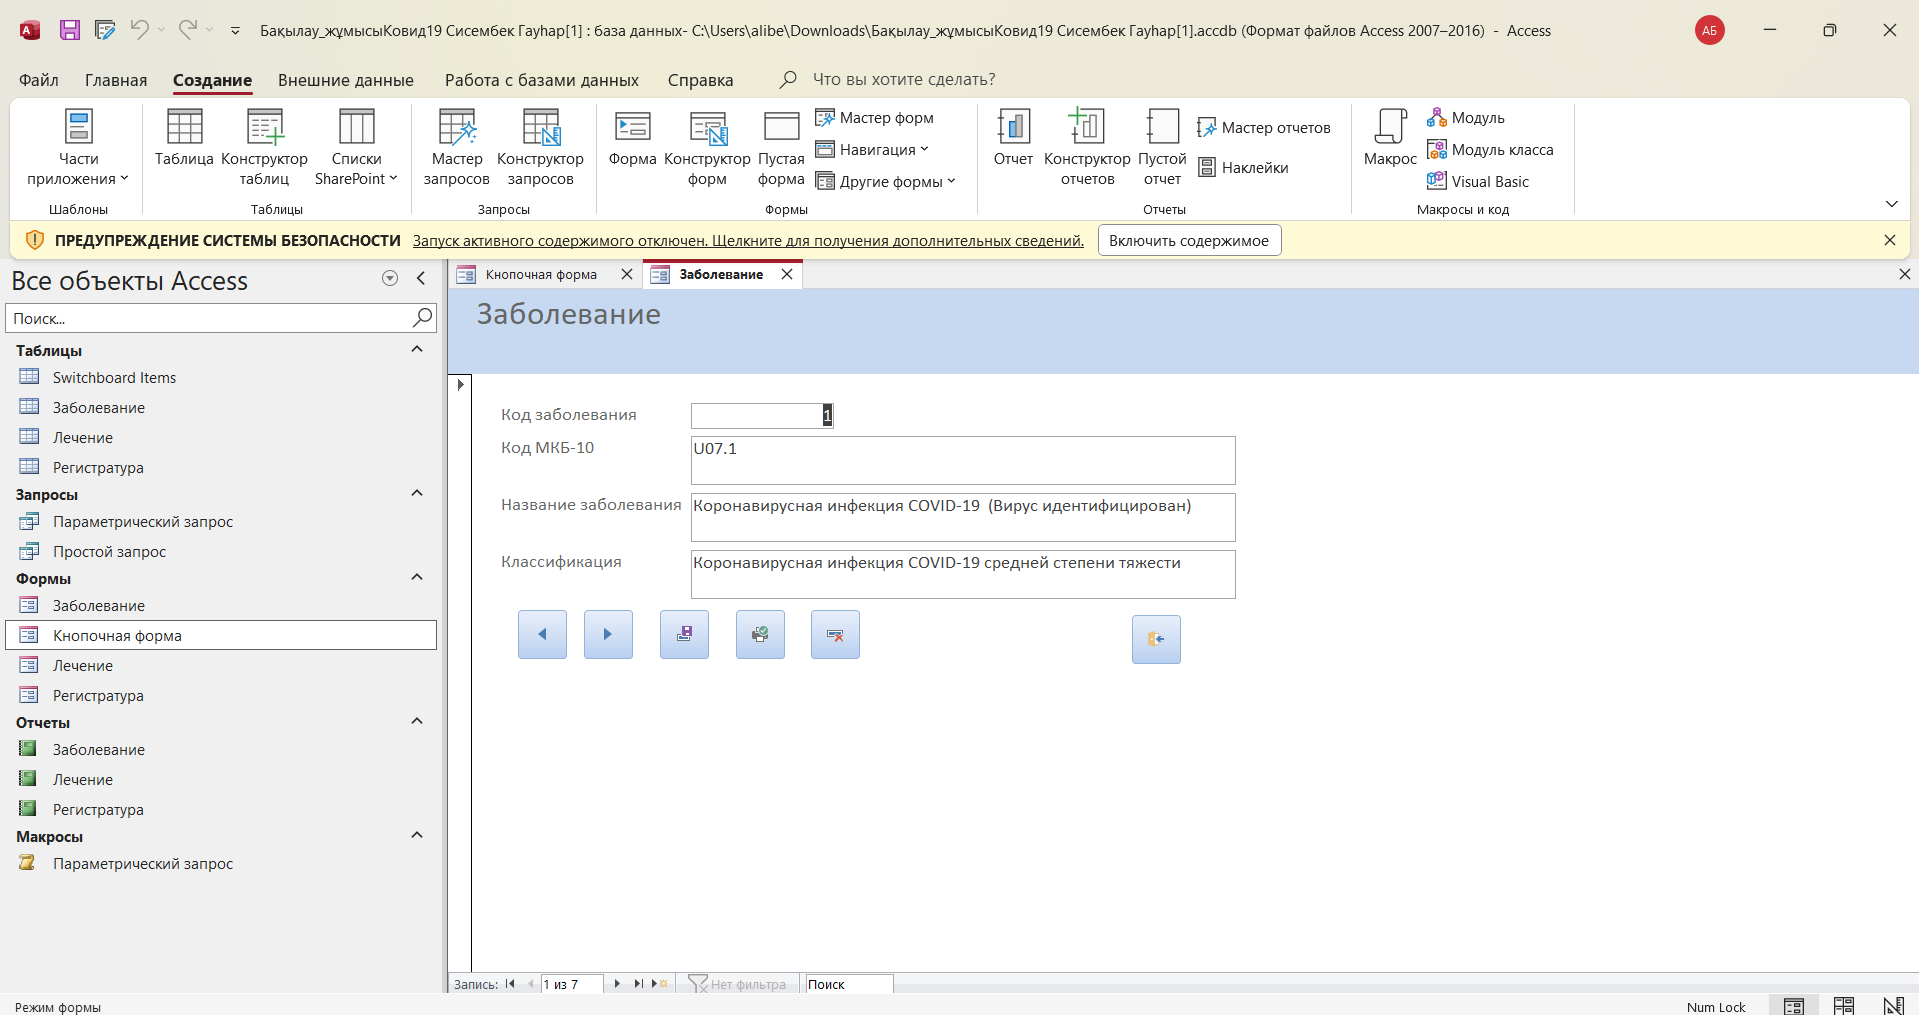 Бақылау_жұмысыКовид19 Сисембек Гауһар[1] : база данных- C:\Users\alibe\Downloads\Бақылау_жұмысыКовид19 Сисембек Гауһар[1].accdb (Формат файлов Access 2007–2016) - Access
АБ
Файл Главная Создание Внешние данные Работа с базами данных Справка Что вы хотите сделать?
Части приложения
Таблица
Конструктор таблиц
Списки SharePoint
Мастер запросов
Конструктор запросов
Форма
Конструктор форм
Пустая форма
Мастер форм
Навигация
Другие формы
Отчет
Конструктор отчетов
Пустой отчет
Мастер отчетов
Наклейки
Макрос
Модуль
Модуль класса
Visual Basic
Шаблоны Таблицы Запросы Формы Отчеты Макросы и код
ПРЕДУПРЕЖДЕНИЕ СИСТЕМЫ БЕЗОПАСНОСТИ Запуск активного содержимого отключен. Щелкните для получения дополнительных сведений. Включить содержимое
Все объекты Access
Поиск...
Таблицы
Switchboard Items
Заболевание
Лечение
Регистратура
Запросы
Параметрический запрос
Простой запрос
Формы
Заболевание
Кнопочная форма
Лечение
Регистратура
Отчеты
Заболевание
Лечение
Регистратура
Макросы
Параметрический запрос
Кнопочная форма Заболевание
Заболевание
Код заболевания 1
Код МКБ-10 U07.1
Название заболевания Коронавирусная инфекция COVID-19 (Вирус идентифицирован)
Классификация Коронавирусная инфекция COVID-19 средней степени тяжести
Запись: 1 из 7 Нет фильтра Поиск
Режим формы Num Lock